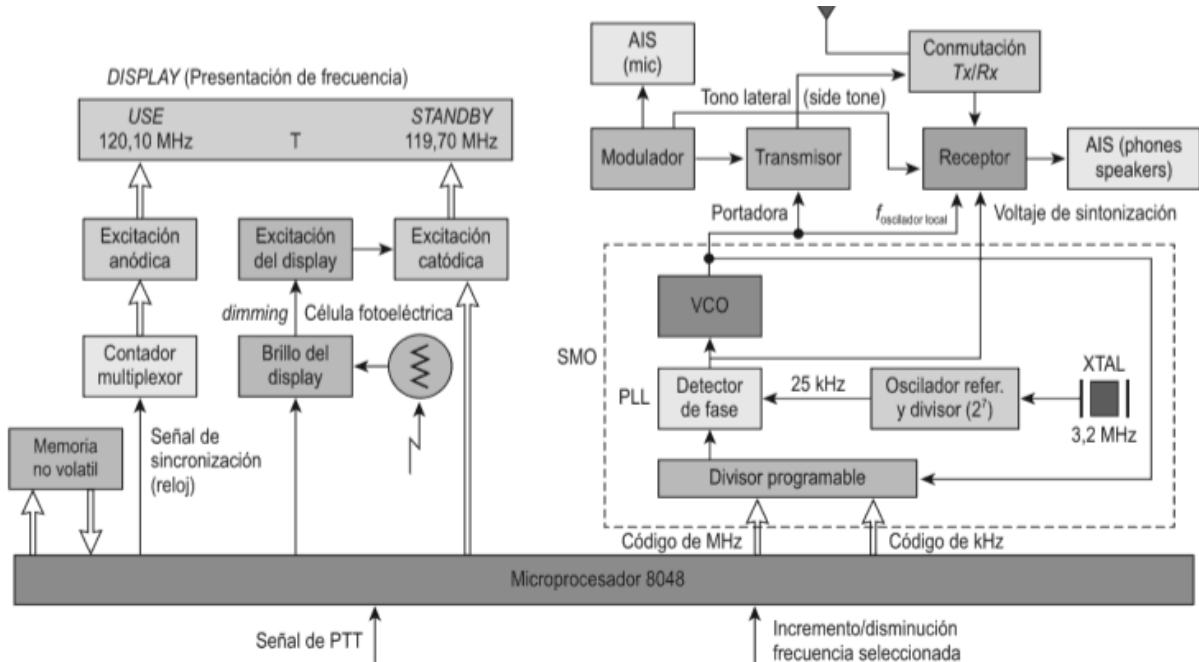 DISPLAY (Presentación de frecuencia)
USE
120,10 MHz
T
STANDBY
119,70 MHz
Excitación
anódica
Excitación
del display
Excitación
catódica
dimming
Célula fotoeléctrica
Contador
multiplexor
Brillo del
display
Memoria
no volatil
Señal de
sincronización
(reloj)
AIS
(mic)
Conmutación
Tx/Rx
Tono lateral (side tone)
Modulador
Transmisor
Receptor
AIS (phones
speakers)
Portadora
foscilador local
Voltaje de sintonización
SMO
VCO
PLL
Detector
de fase
25 kHz
Oscilador refer.
y divisor (2⁷)
XTAL
3,2 MHz
Divisor programable
Código de MHz
Código de kHz
Microprocesador 8048
Señal de PTT
Incremento/disminución
frecuencia seleccionada